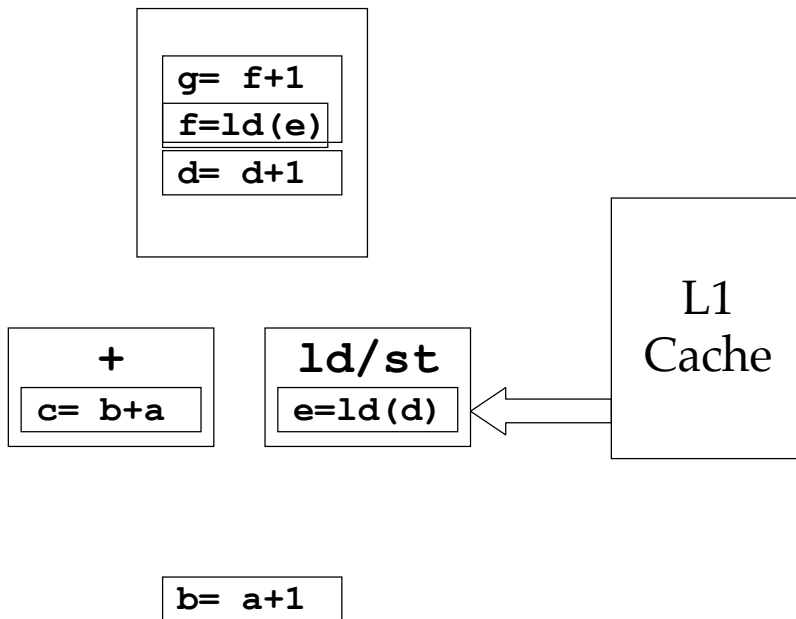 g= f+1
f=ld(e)
d= d+1
L1
Cache
+
ld/st
c= b+a
e=ld(d)
b= a+1